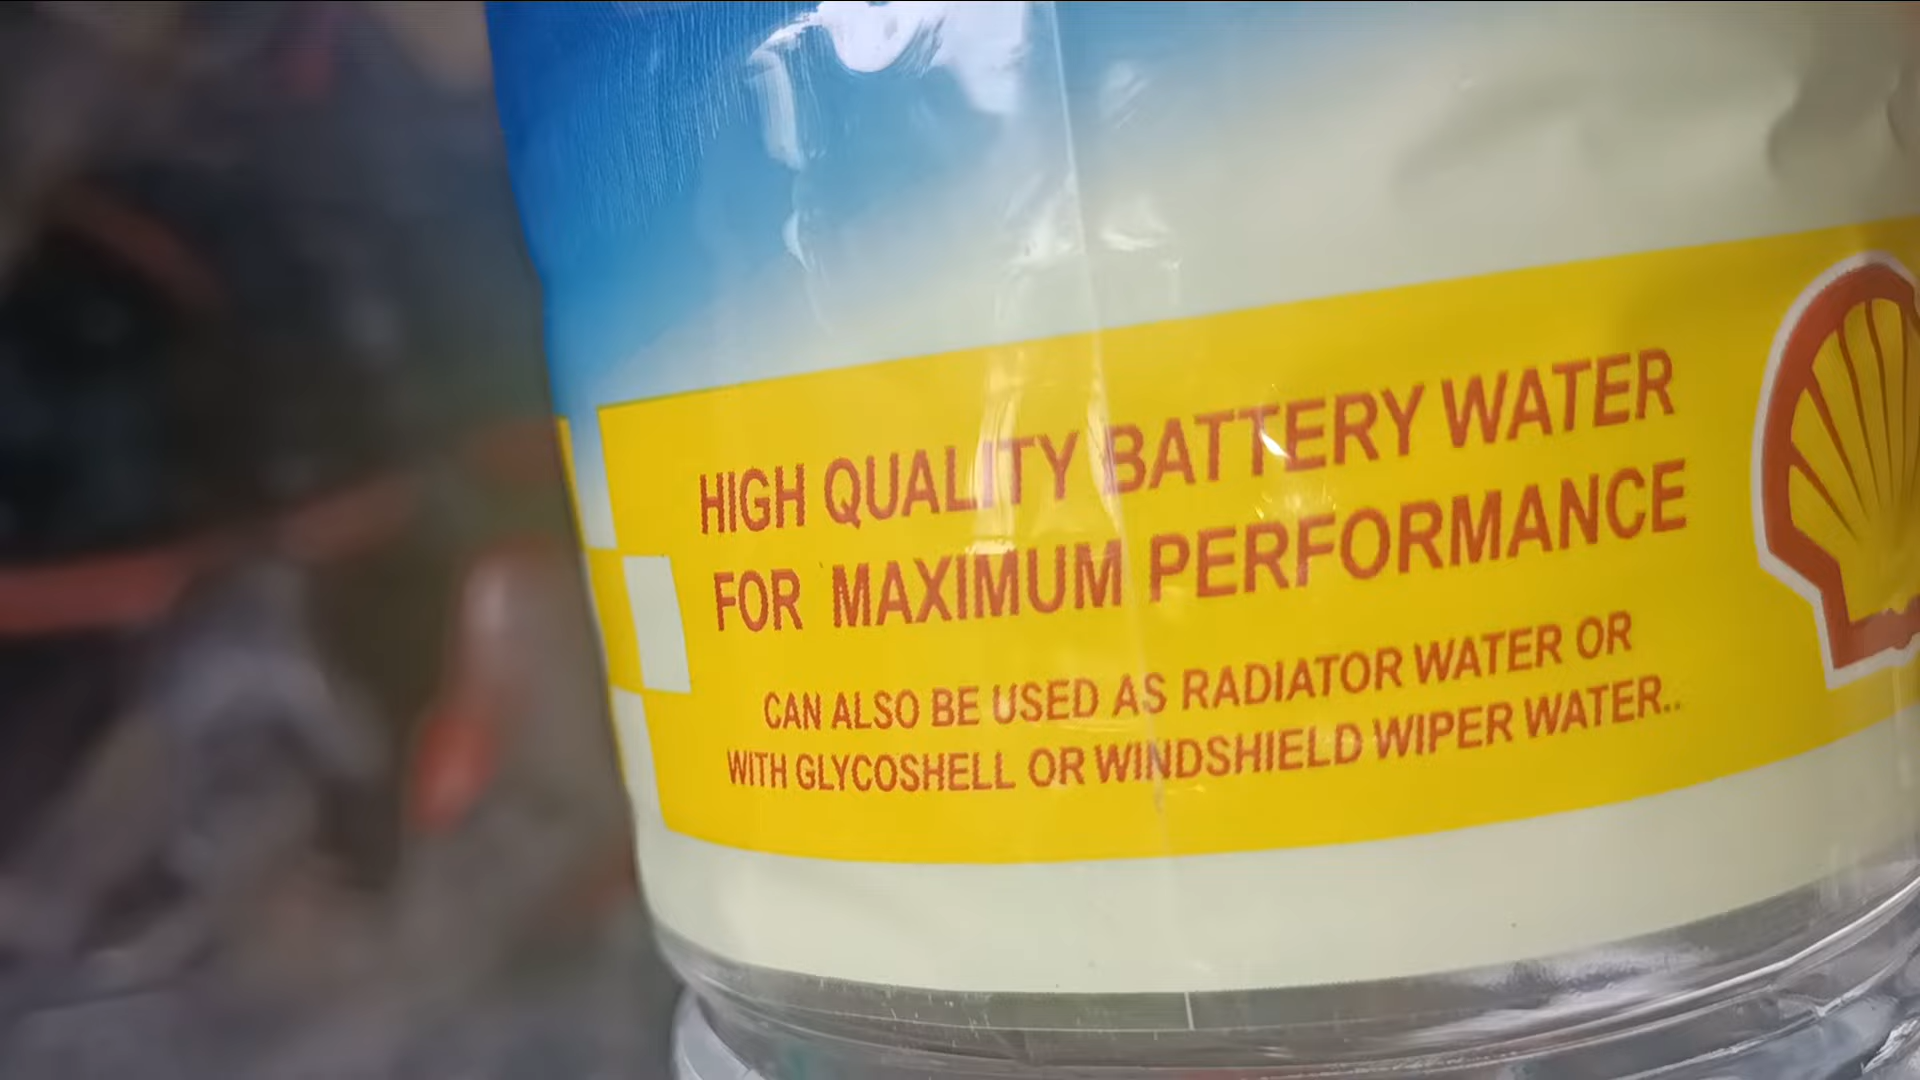 HIGH QUALITY BATTERY WATER
FOR MAXIMUM PERFORMANCE
CAN ALSO BE USED AS RADIATOR WATER OR
WITH GLYCOSHELL OR WINDSHIELD WIPER WATER..